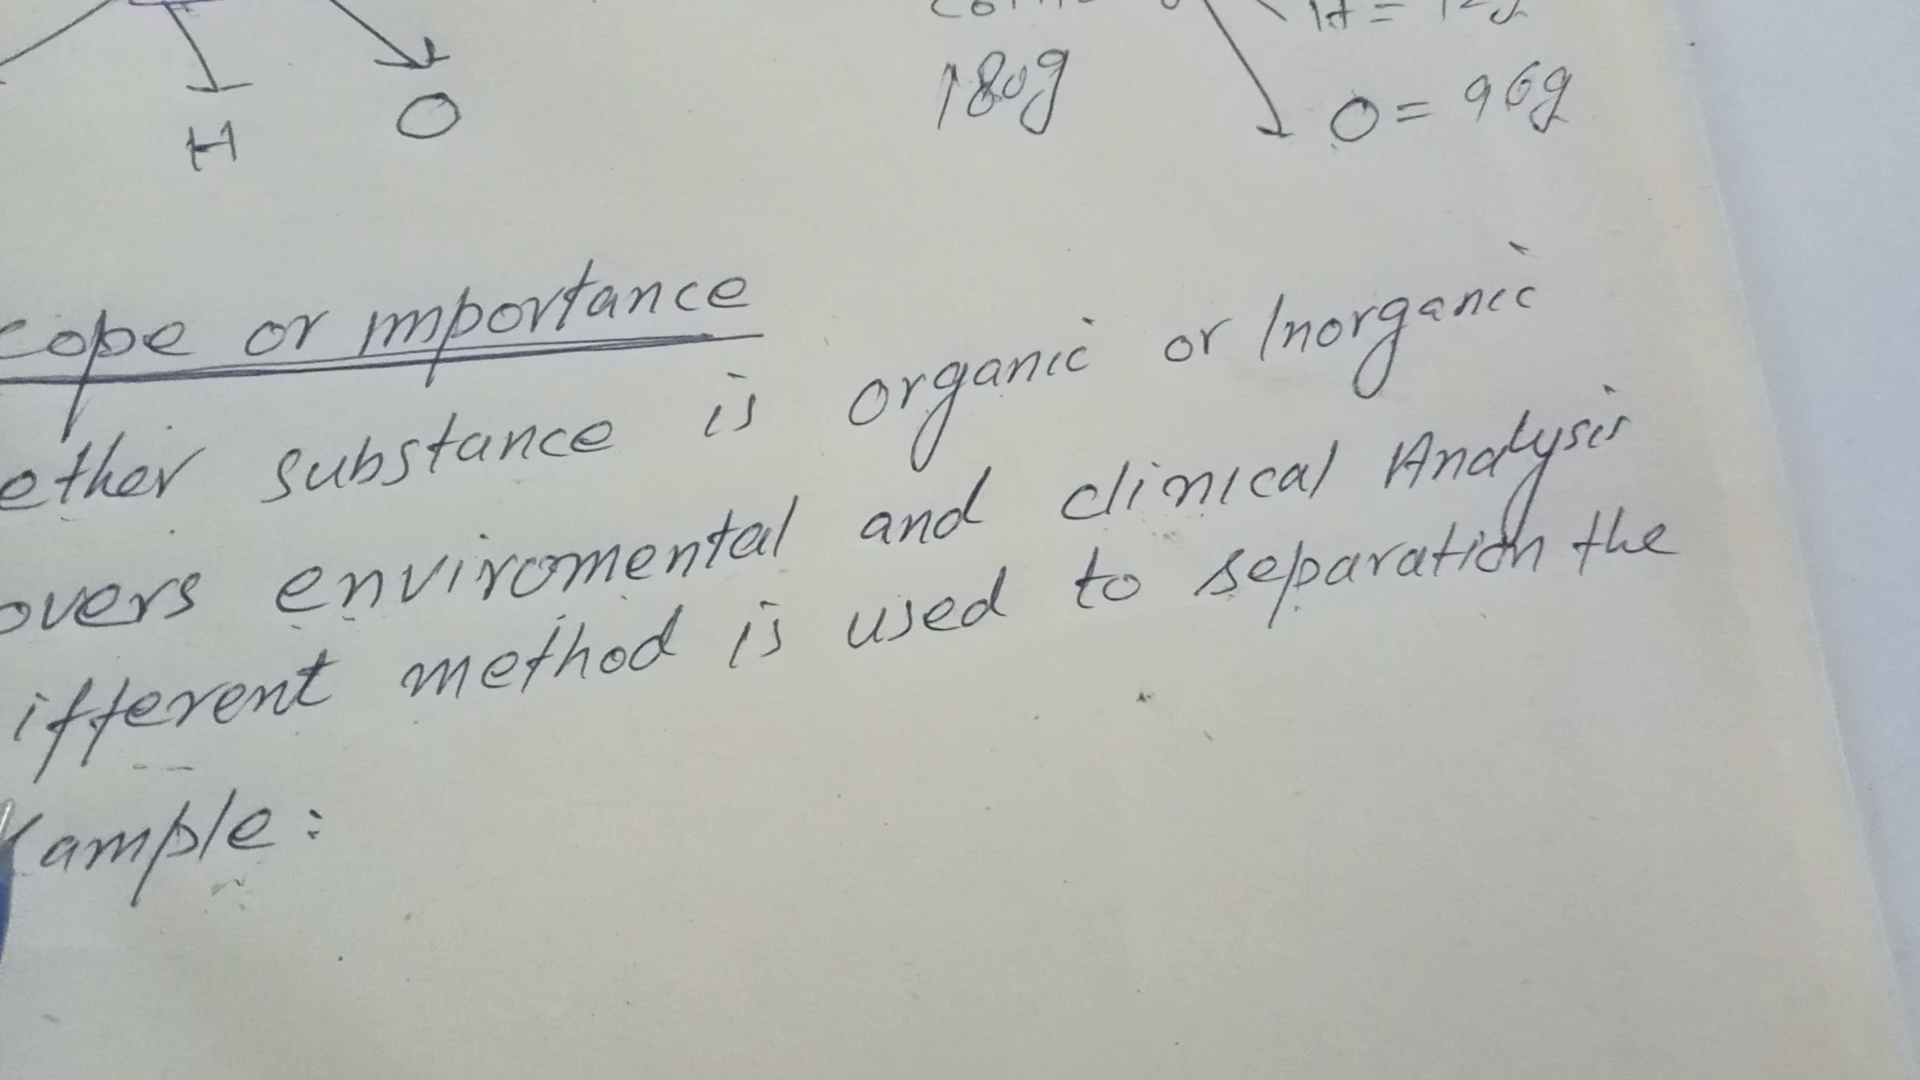 H O
180g
O = 96g
cope or importance
ether substance is organic or Inorganic
overs enviromental and clinical Analysis
ifferent method is used to separation the
xample: